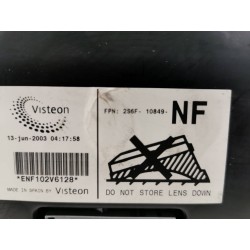 Visteon
FPN: 2S6F- 10849- NF
13-jun-2003 04:17:58
*ENF102V6128*
MADE IN SPAIN BY Visteon
DO NOT STORE LENS DOWN